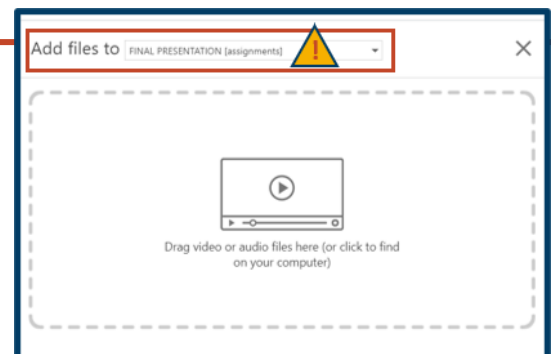 Add files to FINAL PRESENTATION [assignments]
!
Drag video or audio files here (or click to find
on your computer)